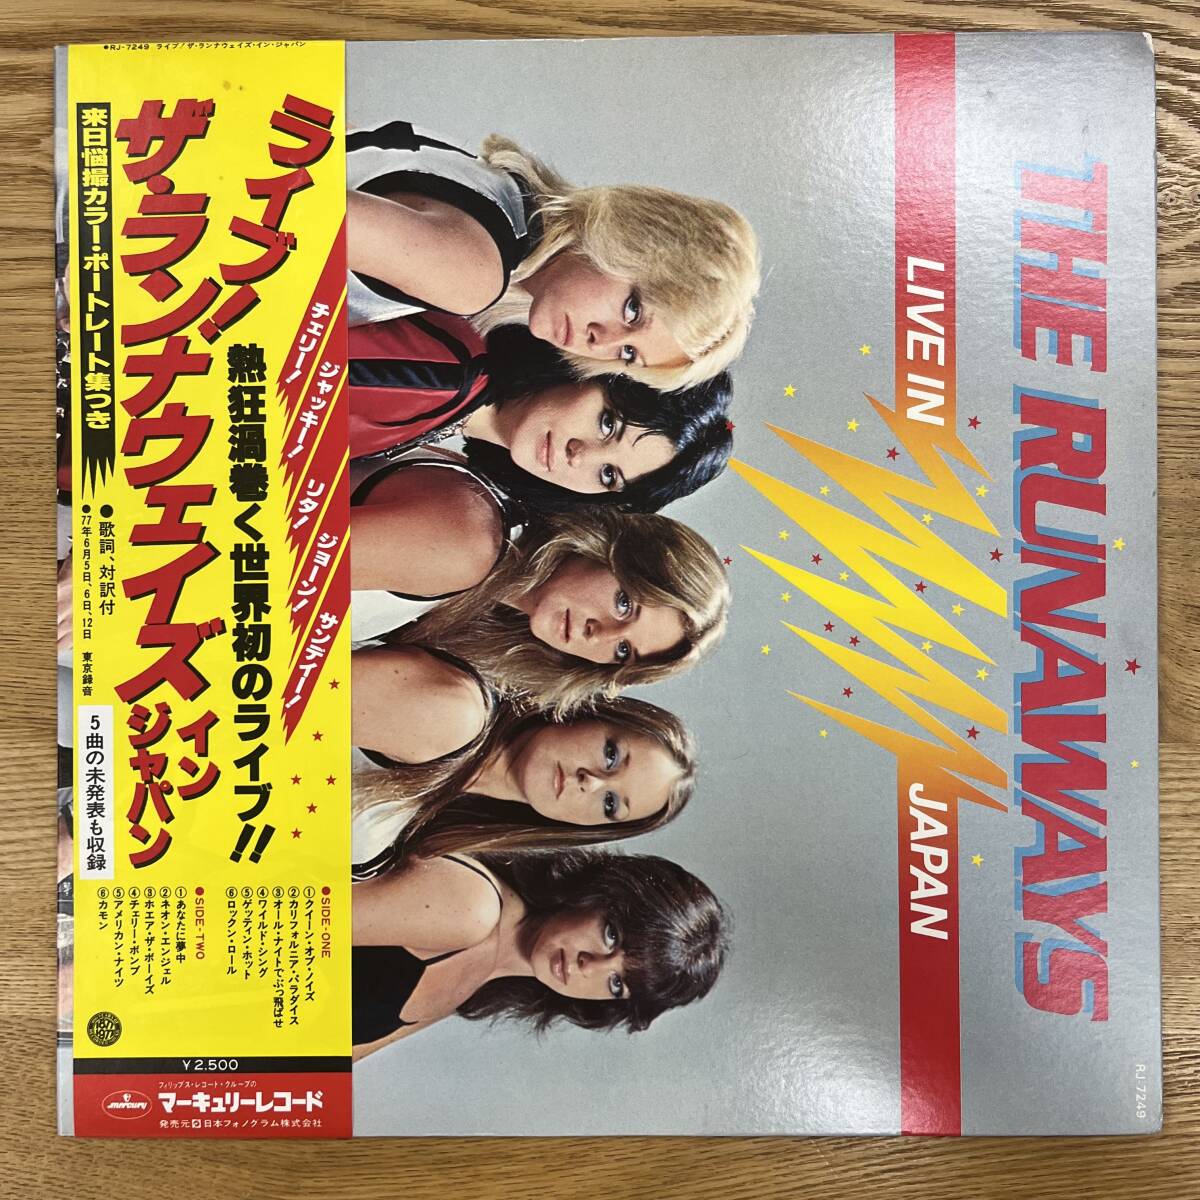 ●RJ-7249 ライブ!ザ・ランナウェイズ・イン・ジャパン
ライブ!
ザ・ランナウェイズ
イン
ジャパン
チェリー!
ジャッキー!
リタ!
ジョーン!
サンディー!
熱狂渦巻く世界初のライブ!!
来日悩撮カラー・ポートレート集つき
●歌詞、対訳付
●77年6月5日、6日、12日 東京録音
5曲の未発表も収録
●SIDE-ONE
①クイーン・オブ・ノイズ
②カリフォルニア・パラダイス
③オール・ナイトでぶっ飛ばせ
④ワイルド・シング
⑤ゲッティン・ホット
⑥ロックン・ロール
●SIDE-TWO
①あなたに夢中
②ネオン・エンジェル
③ホエア・ザ・ボーイズ
④チェリー・ボンブ
⑤アメリカン・ナイツ
⑥カモン
1877
1977
¥2,500
フィリップス・レコード・グループの
mercury
マーキュリーレコード
発売元 日本フォノグラム株式会社
THE RUNAWAYS
LIVE IN
JAPAN
RJ-7249